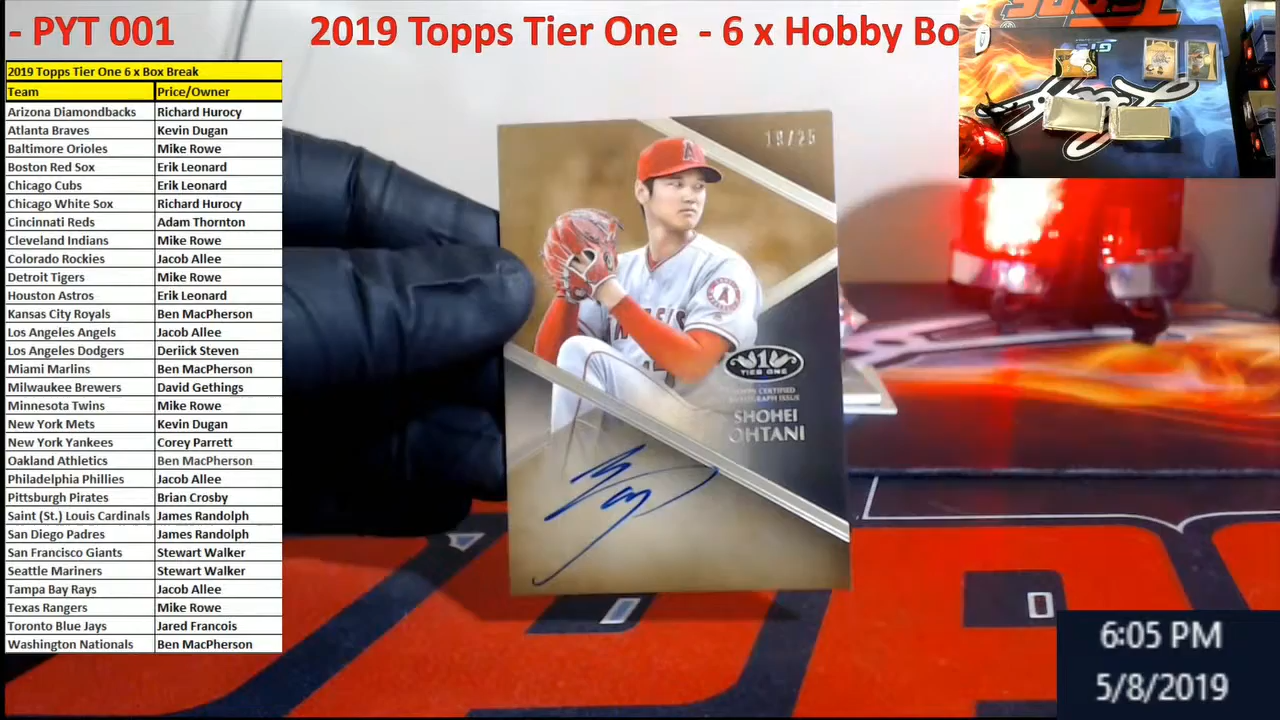 - PYT 001 2019 Topps Tier One - 6 x Hobby Bo
2019 Topps Tier One 6 x Box Break
Team Price/Owner
Arizona Diamondbacks Richard Hurocy
Atlanta Braves Kevin Dugan
Baltimore Orioles Mike Rowe
Boston Red Sox Erik Leonard
Chicago Cubs Erik Leonard
Chicago White Sox Richard Hurocy
Cincinnati Reds Adam Thornton
Cleveland Indians Mike Rowe
Colorado Rockies Jacob Allee
Detroit Tigers Mike Rowe
Houston Astros Erik Leonard
Kansas City Royals Ben MacPherson
Los Angeles Angels Jacob Allee
Los Angeles Dodgers Deriick Steven
Miami Marlins Ben MacPherson
Milwaukee Brewers David Gethings
Minnesota Twins Mike Rowe
New York Mets Kevin Dugan
New York Yankees Corey Parrett
Oakland Athletics Ben MacPherson
Philadelphia Phillies Jacob Allee
Pittsburgh Pirates Brian Crosby
Saint (St.) Louis Cardinals James Randolph
San Diego Padres James Randolph
San Francisco Giants Stewart Walker
Seattle Mariners Stewart Walker
Tampa Bay Rays Jacob Allee
Texas Rangers Mike Rowe
Toronto Blue Jays Jared Francois
Washington Nationals Ben MacPherson
A
A
1
TIER ONE
TOPPS CERTIFIED
AUTOGRAPH ISSUE
SHOHEI
OHTANI
6:05 PM
5/8/2019